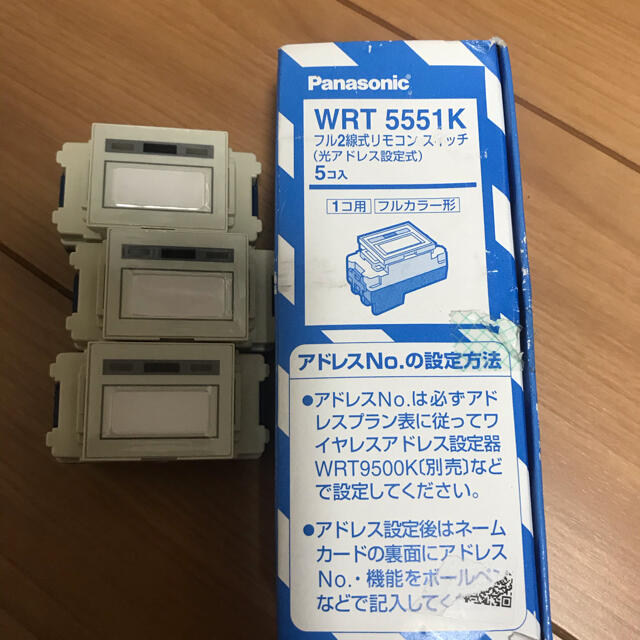 Panasonic
WRT 5551K
フル2線式リモコン スイッチ
(光アドレス設定式)
5コ入
1コ用 フルカラー形
アドレスNo.の設定方法
●アドレスNo.は必ずアド
レスプラン表に従ってワ
イヤレスアドレス設定器
WRT9500K〔別売〕など
で設定してください。
●アドレス設定後はネーム
カードの裏面にアドレス
No.・機能をボールペン
などで記入してく